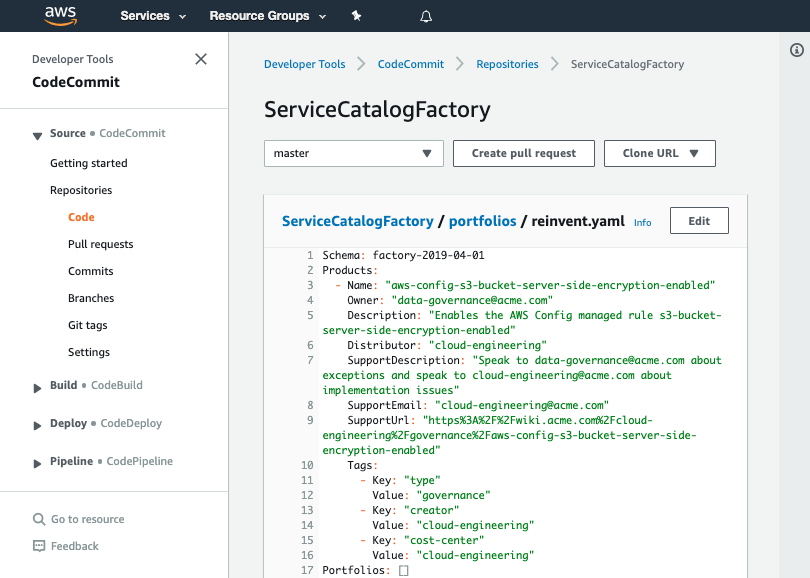 aws
Services
Resource Groups
Developer Tools
CodeCommit
Source • CodeCommit
Getting started
Repositories
Code
Pull requests
Commits
Branches
Git tags
Settings
Build • CodeBuild
Deploy • CodeDeploy
Pipeline • CodePipeline
Go to resource
Feedback
Developer Tools > CodeCommit > Repositories > ServiceCatalogFactory
ServiceCatalogFactory
master
Create pull request
Clone URL
ServiceCatalogFactory / portfolios / reinvent.yaml Info
Edit
1 Schema: factory-2019-04-01
2 Products:
3   - Name: "aws-config-s3-bucket-server-side-encryption-enabled"
4     Owner: "data-governance@acme.com"
5     Description: "Enables the AWS Config managed rule s3-bucket-
server-side-encryption-enabled"
6     Distributor: "cloud-engineering"
7     SupportDescription: "Speak to data-governance@acme.com about
exceptions and speak to cloud-engineering@acme.com about
implementation issues"
8     SupportEmail: "cloud-engineering@acme.com"
9     SupportUrl: "https%3A%2F%2Fwiki.acme.com%2Fcloud-
engineering%2Fgovernance%2Faws-config-s3-bucket-server-side-
encryption-enabled"
10     Tags:
11       - Key: "type"
12         Value: "governance"
13       - Key: "creator"
14         Value: "cloud-engineering"
15       - Key: "cost-center"
16         Value: "cloud-engineering"
17 Portfolios: []